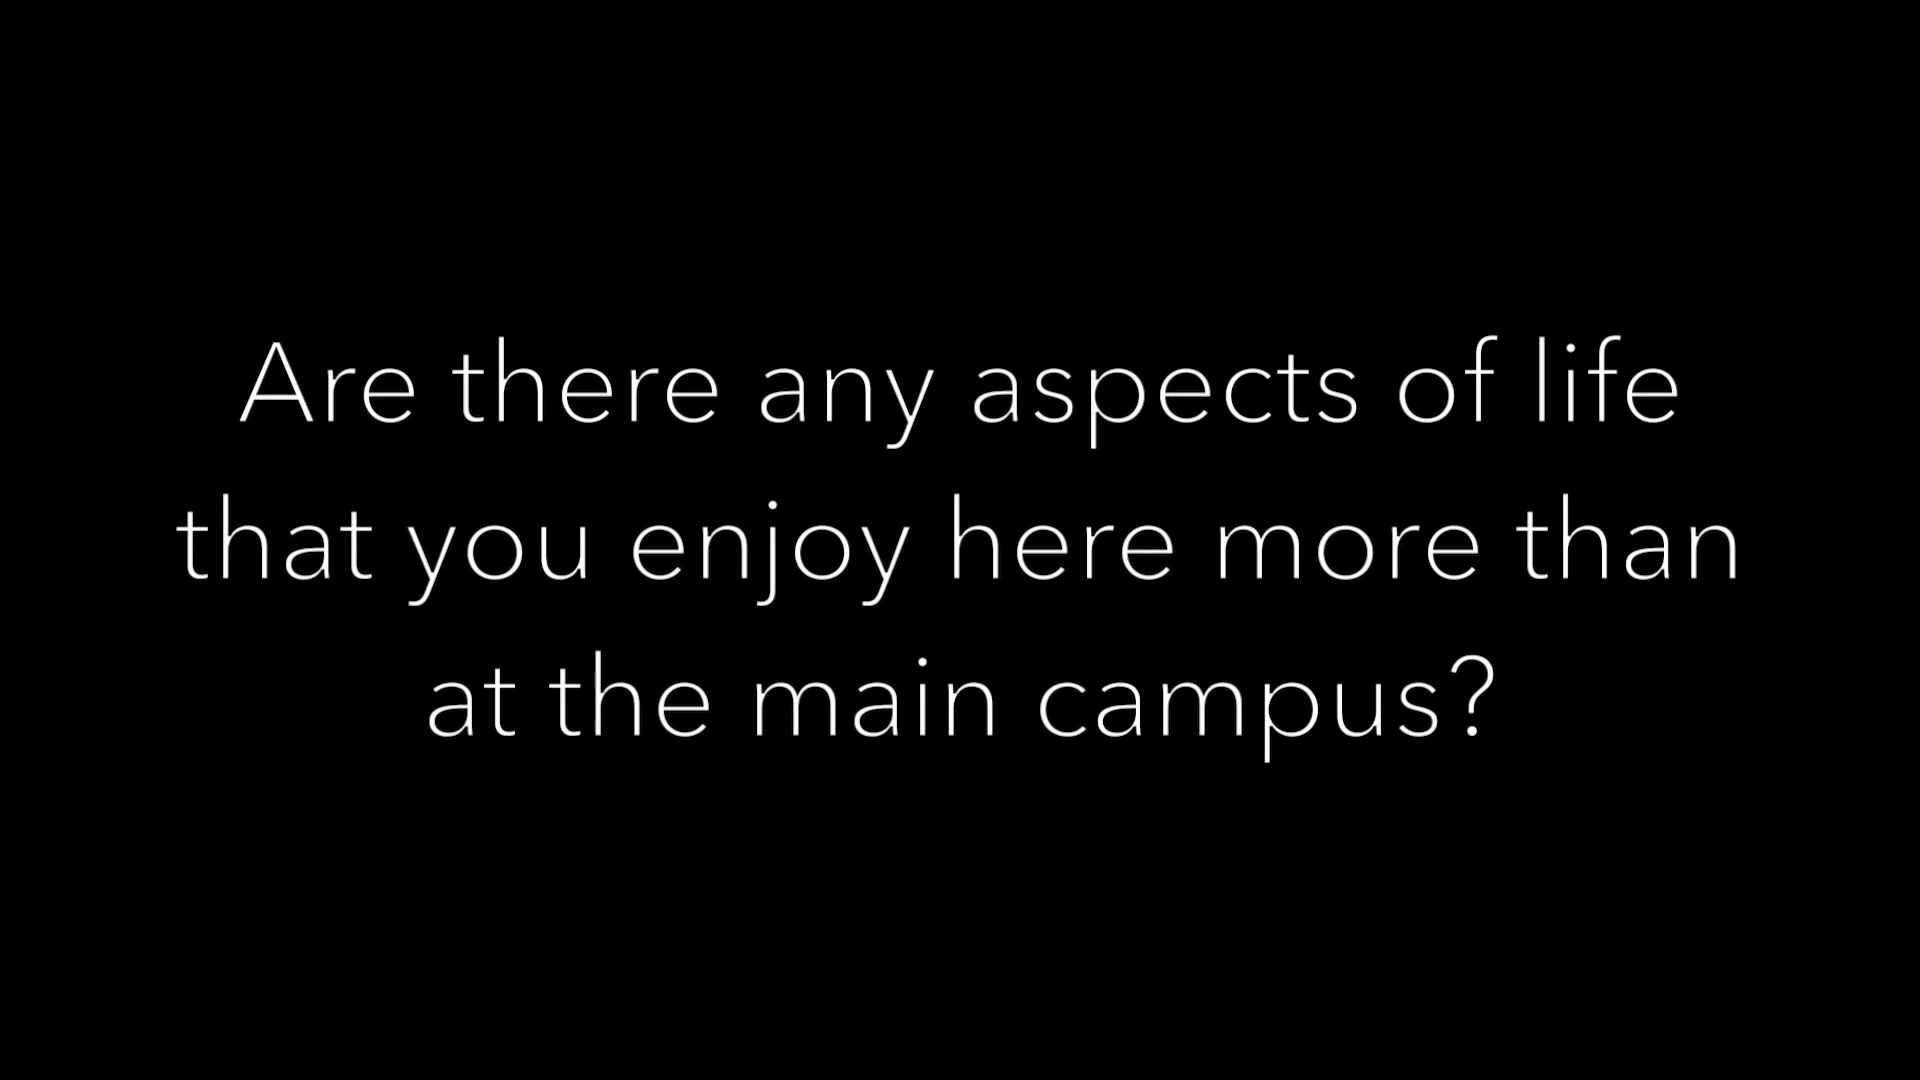 Are there any aspects of life
that you enjoy here more than
at the main campus?